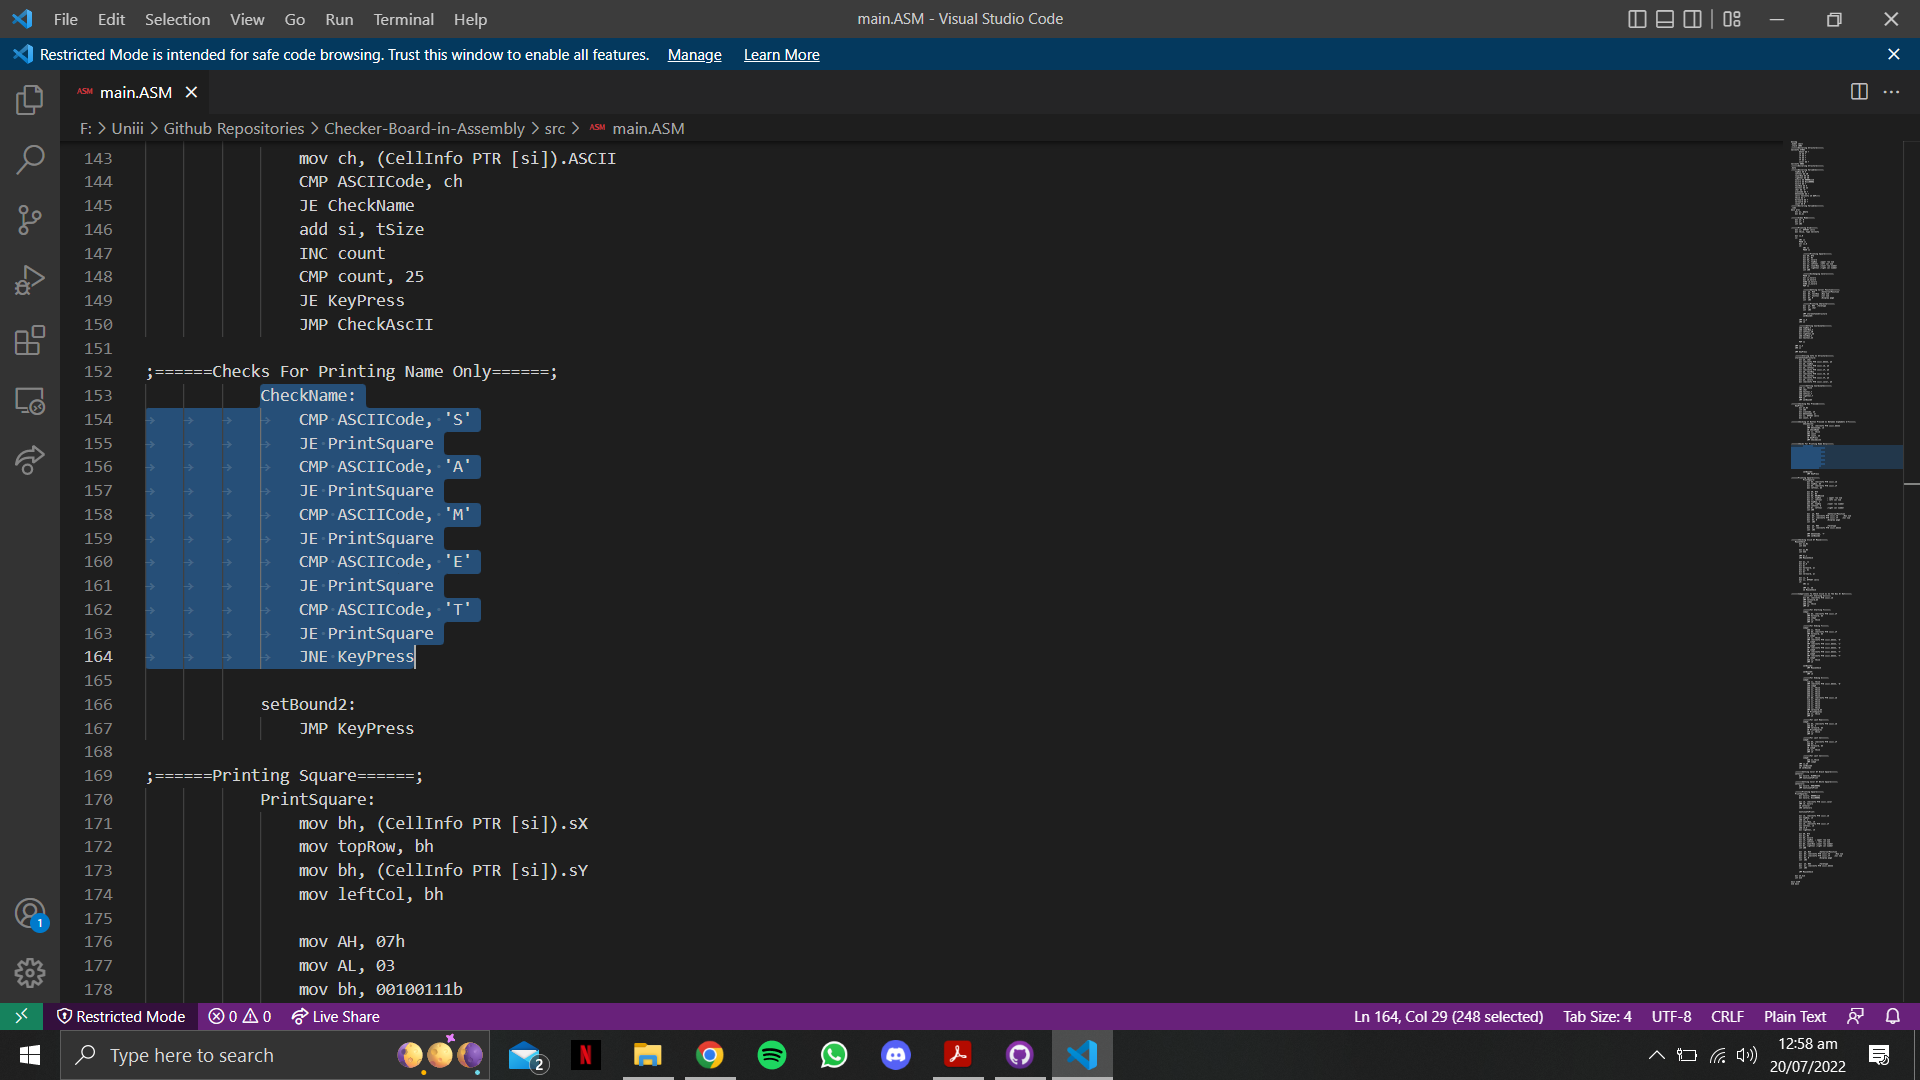 File Edit Selection View Go Run Terminal Help
main.ASM - Visual Studio Code
Restricted Mode is intended for safe code browsing. Trust this window to enable all features. Manage Learn More
ASM main.ASM
F: > Uniii > Github Repositories > Checker-Board-in-Assembly > src > ASM main.ASM
143 mov ch, (CellInfo PTR [si]).ASCII
144 CMP ASCIICode, ch
145 JE CheckName
146 add si, tSize
147 INC count
148 CMP count, 25
149 JE KeyPress
150 JMP CheckAscII
151
152 ;======Checks For Printing Name Only======;
153 CheckName:
154 CMP ASCIICode, 'S'
155 JE PrintSquare
156 CMP ASCIICode, 'A'
157 JE PrintSquare
158 CMP ASCIICode, 'M'
159 JE PrintSquare
160 CMP ASCIICode, 'E'
161 JE PrintSquare
162 CMP ASCIICode, 'T'
163 JE PrintSquare
164 JNE KeyPress
165
166 setBound2:
167 JMP KeyPress
168
169 ;======Printing Square======;
170 PrintSquare:
171 mov bh, (CellInfo PTR [si]).sX
172 mov topRow, bh
173 mov bh, (CellInfo PTR [si]).sY
174 mov leftCol, bh
175
176 mov AH, 07h
177 mov AL, 03
178 mov bh, 00100111b
1
Restricted Mode 0 0 Live Share
Ln 164, Col 29 (248 selected) Tab Size: 4 UTF-8 CRLF Plain Text
Type here to search
2
N
12:58 am
20/07/2022